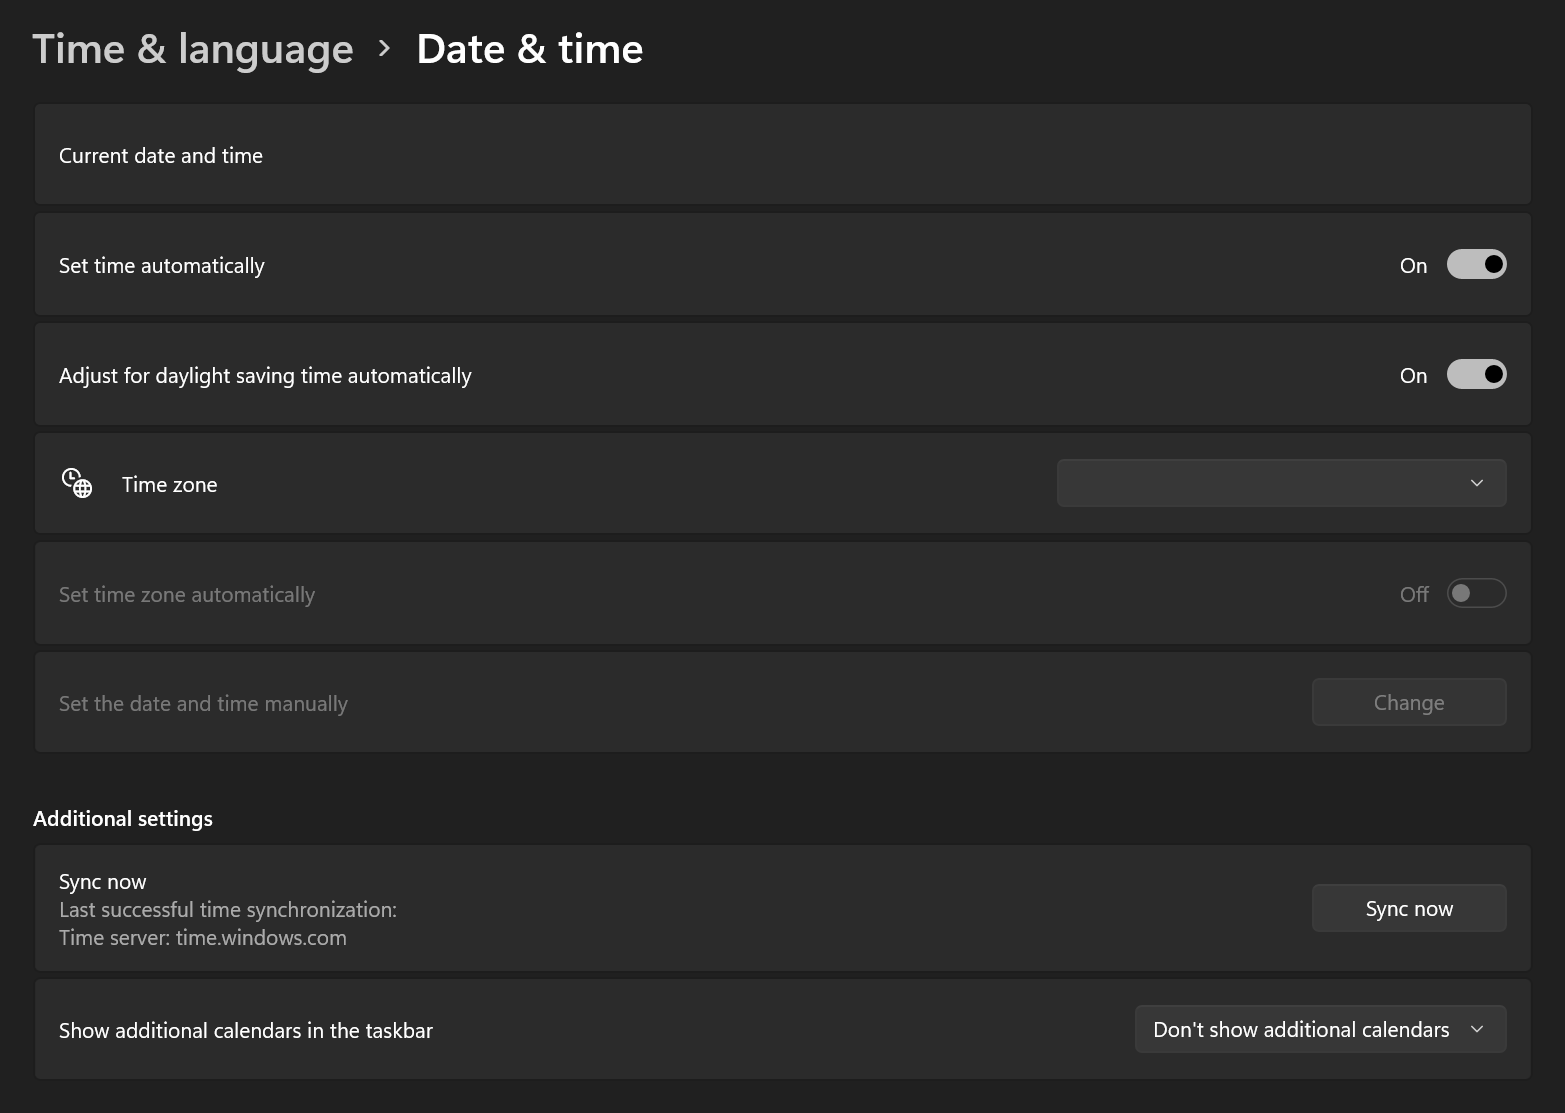 Time & language > Date & time
Current date and time
Set time automatically On
Adjust for daylight saving time automatically On
Time zone
Set time zone automatically Off
Set the date and time manually Change
Additional settings
Sync now
Last successful time synchronization:
Time server: time.windows.com
Sync now
Show additional calendars in the taskbar Don't show additional calendars